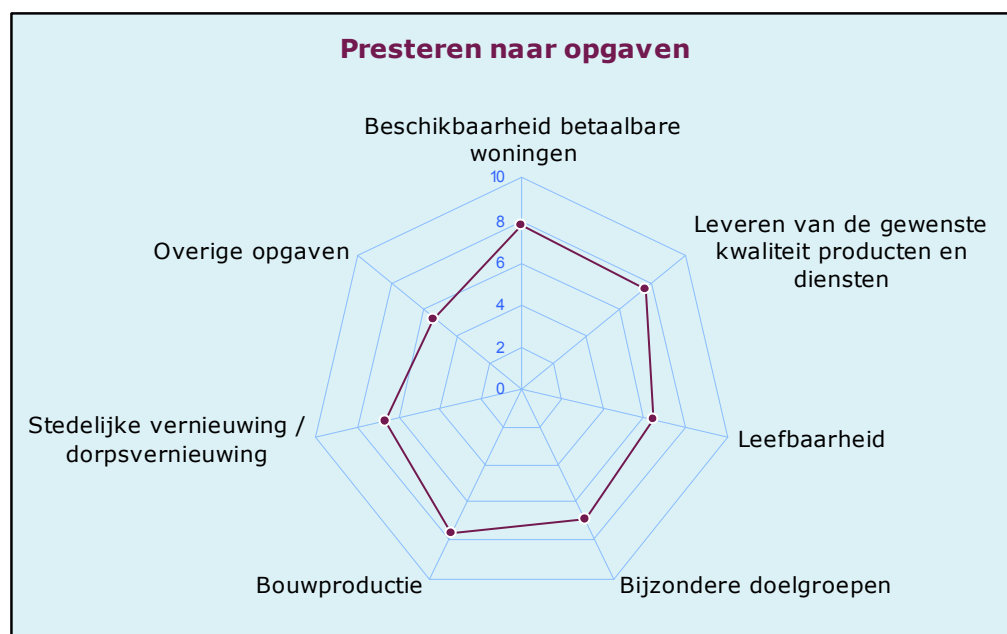 Presteren naar opgaven
Beschikbaarheid betaalbare
woningen
10
8
6
4
2
0
Leveren van de gewenste
kwaliteit producten en
diensten
Overige opgaven
Stedelijke vernieuwing /
dorpsvernieuwing
Leefbaarheid
Bouwproductie
Bijzondere doelgroepen